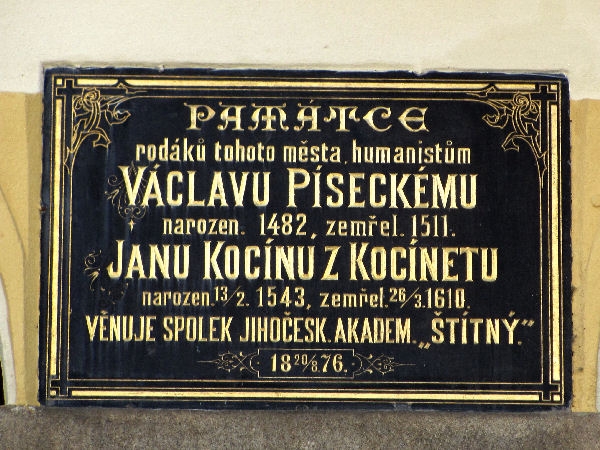 PAMÁTCE
rodáků tohoto města, humanistům
VÁCLAVU PÍSECKÉMU
narozen. 1482, zemřel. 1511.
JANU KOCÍNU Z KOCÍNETU
narozen. 13/2. 1543, zemřel. 26/3. 1610.
VĚNUJE SPOLEK JIHOČESK. AKADEM. „ŠTÍTNÝ."
18 20/8. 76.